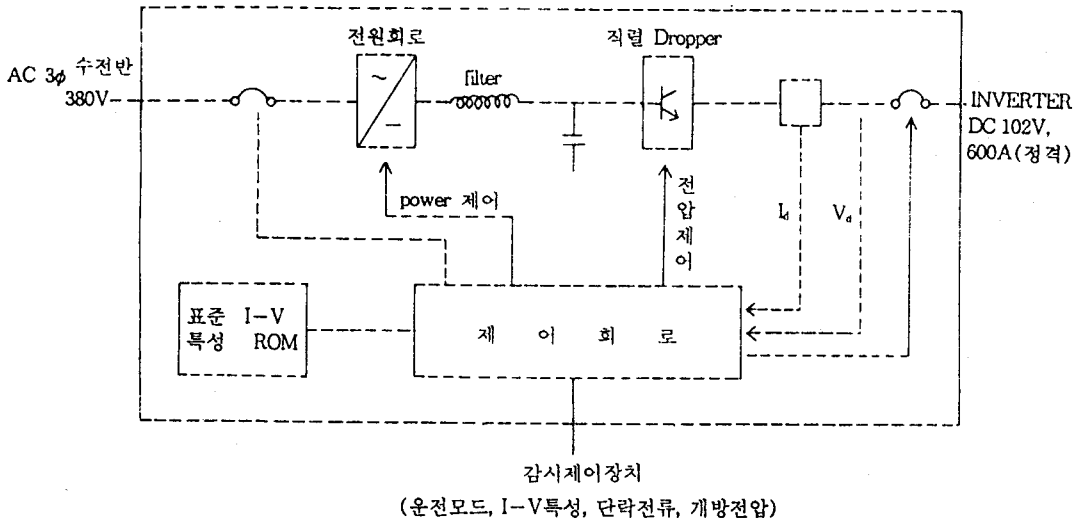 전원회로
직렬 Dropper
AC 3φ 수전반
380V
filter
INVERTER
DC 102V,
600A(정격)
power 제어
전
압
제
어
Id
Vd
표준 I-V
특성 ROM
제 어 회 로
감시제어장치
(운전모드, I-V특성, 단락전류, 개방전압)